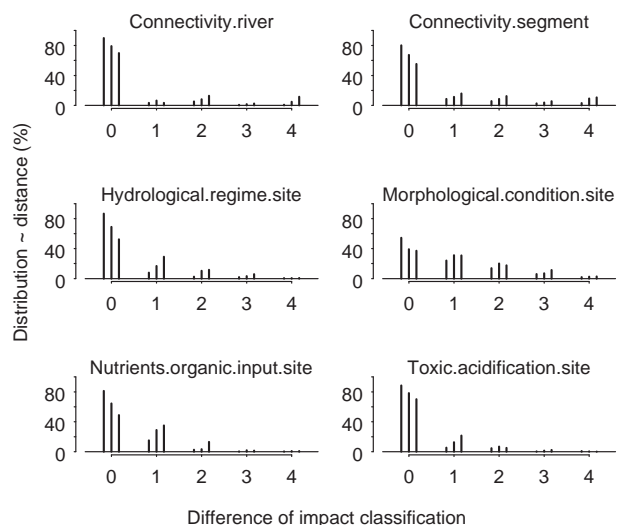 Connectivity.river
Connectivity.segment
80
40
0
80
40
0
0 1 2 3 4
0 1 2 3 4
Hydrological.regime.site
Morphological.condition.site
80
40
0
80
40
0
0 1 2 3 4
0 1 2 3 4
Nutrients.organic.input.site
Toxic.acidification.site
80
40
0
80
40
0
0 1 2 3 4
0 1 2 3 4
Distribution ~ distance (%)
Difference of impact classification